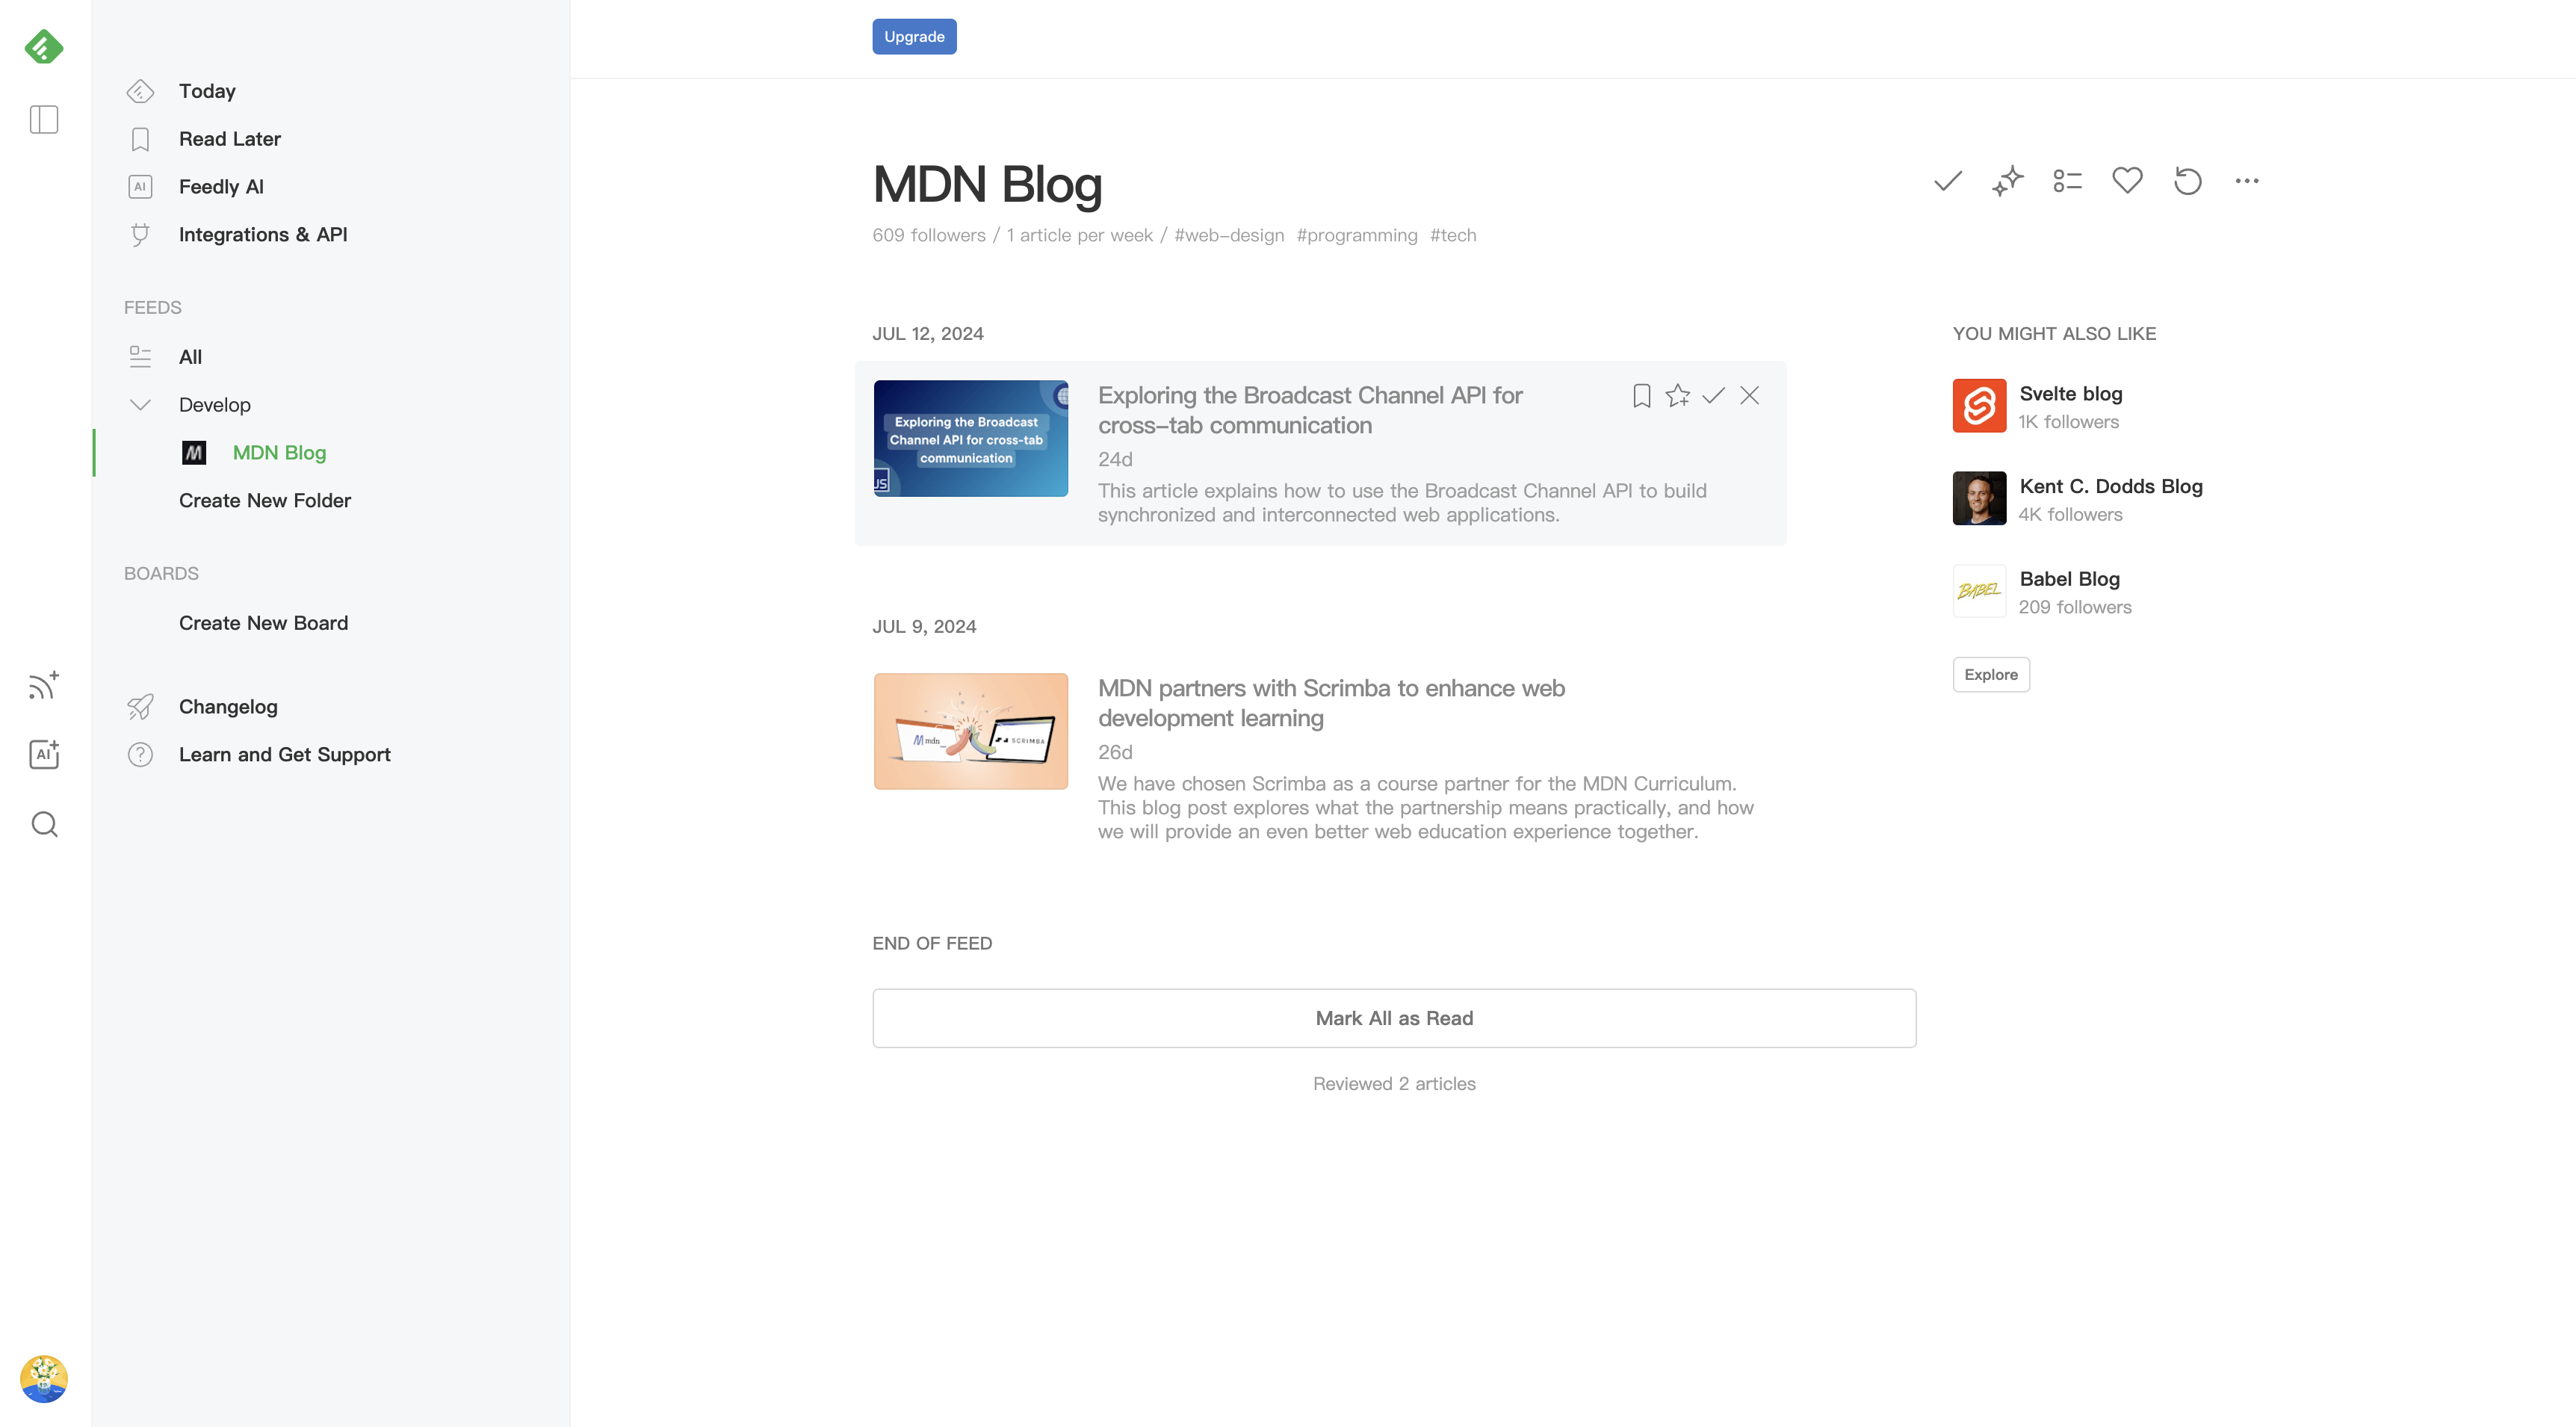 Upgrade
Today
Read Later
AI
Feedly AI
Integrations & API
FEEDS
All
Develop
M
MDN Blog
Create New Folder
BOARDS
Create New Board
Changelog
?
Learn and Get Support
AI
MDN Blog
609 followers / 1 article per week / #web-design #programming #tech
JUL 12, 2024
Exploring the Broadcast
Channel API for cross-tab
communication
JS
Exploring the Broadcast Channel API for
cross-tab communication
24d
This article explains how to use the Broadcast Channel API to build
synchronized and interconnected web applications.
JUL 9, 2024
M mdn_
SCRIMBA
MDN partners with Scrimba to enhance web
development learning
26d
We have chosen Scrimba as a course partner for the MDN Curriculum.
This blog post explores what the partnership means practically, and how
we will provide an even better web education experience together.
END OF FEED
Mark All as Read
Reviewed 2 articles
YOU MIGHT ALSO LIKE
Svelte blog
1K followers
Kent C. Dodds Blog
4K followers
BABEL
Babel Blog
209 followers
Explore